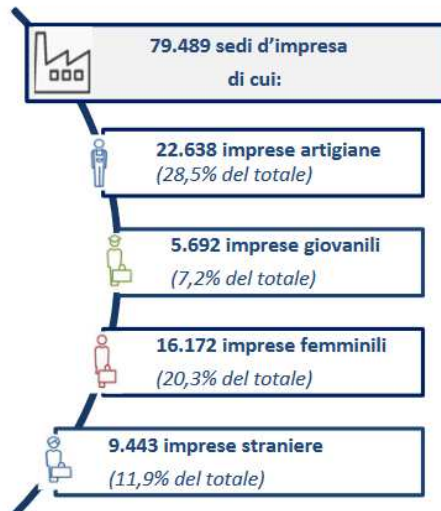 79.489 sedi d'impresa
di cui:
22.638 imprese artigiane
(28,5% del totale)
5.692 imprese giovanili
(7,2% del totale)
16.172 imprese femminili
(20,3% del totale)
9.443 imprese straniere
(11,9% del totale)